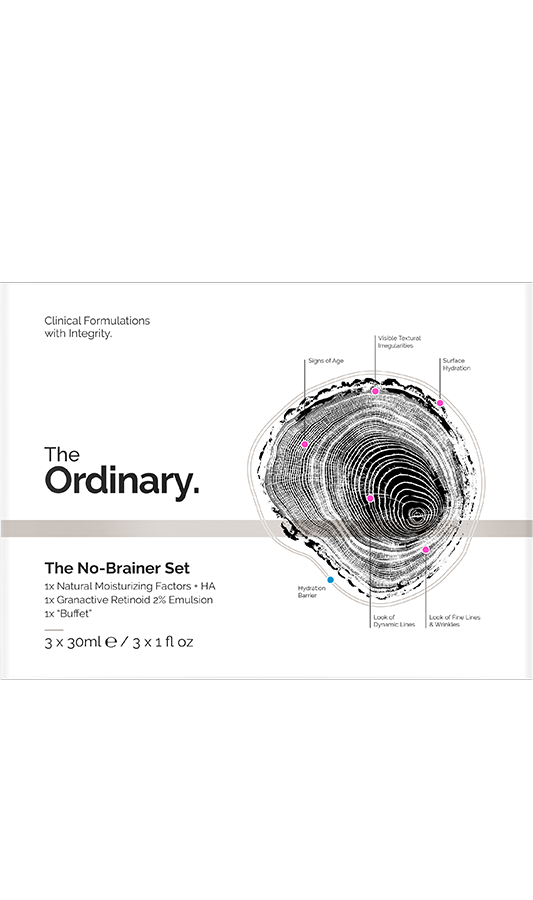 Clinical Formulations
with Integrity.
Visible Textural
Irregularities
Signs of Age
Surface
Hydration
The
Ordinary.
The No-Brainer Set
1x Natural Moisturizing Factors + HA
1x Granactive Retinoid 2% Emulsion
1x "Buffet"
3 x 30ml ℮ / 3 x 1 fl oz
Hydration
Barrier
Look of
Dynamic Lines
Look of Fine Lines
& Wrinkles